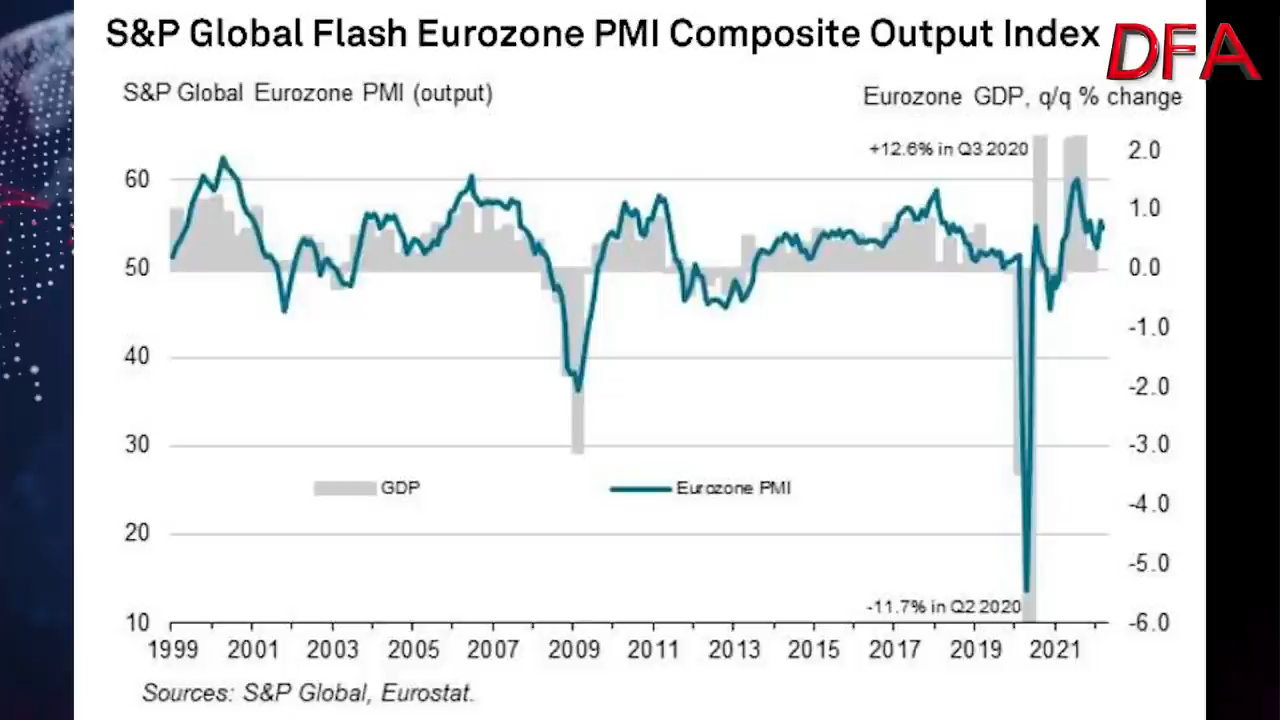 S&P Global Flash Eurozone PMI Composite Output Index
DFA
S&P Global Eurozone PMI (output)
Eurozone GDP, q/q % change
+12.6% in Q3 2020
60
50
40
30
20
10
2.0
1.0
0.0
-1.0
-2.0
-3.0
-4.0
-5.0
-6.0
GDP
Eurozone PMI
-11.7% in Q2 2020
1999 2001 2003 2005 2007 2009 2011 2013 2015 2017 2019 2021
Sources: S&P Global, Eurostat.